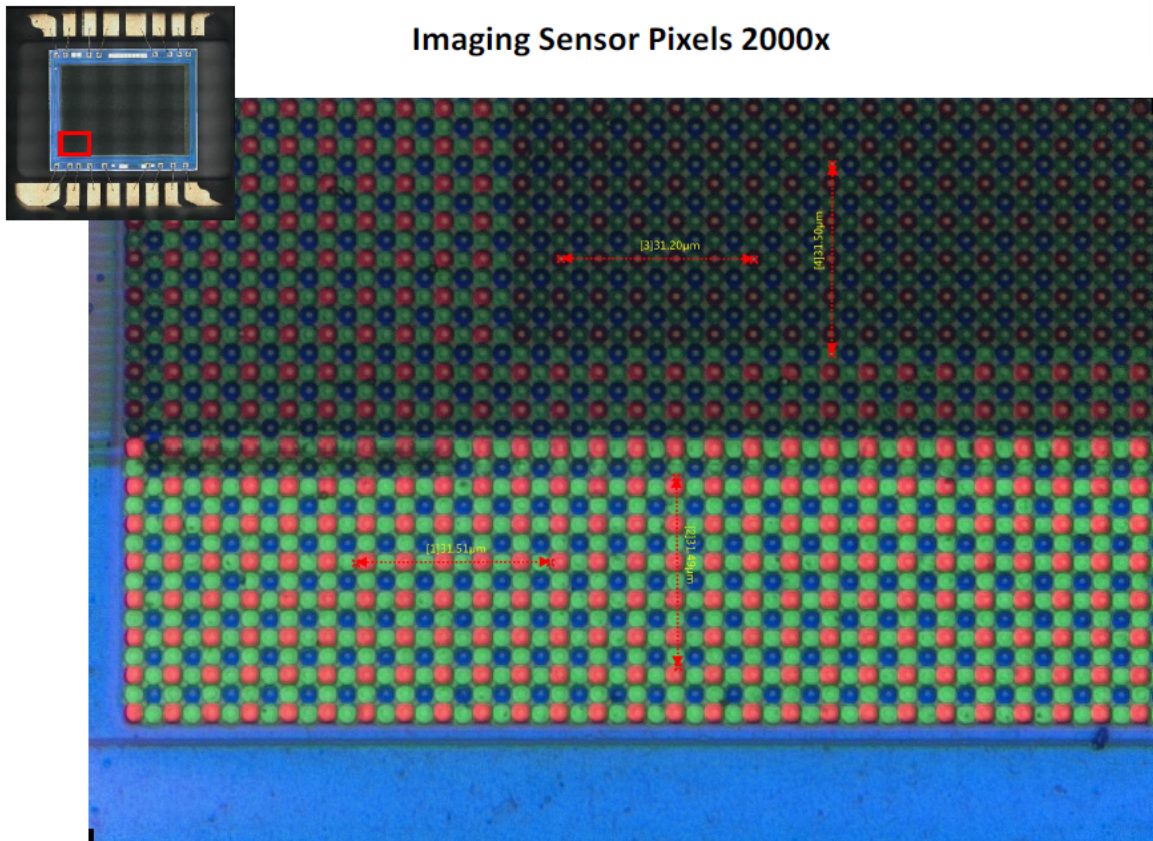 Imaging Sensor Pixels 2000x
[3]31.20μm
[4]31.50μm
[1]31.51μm
[2]31.49μm